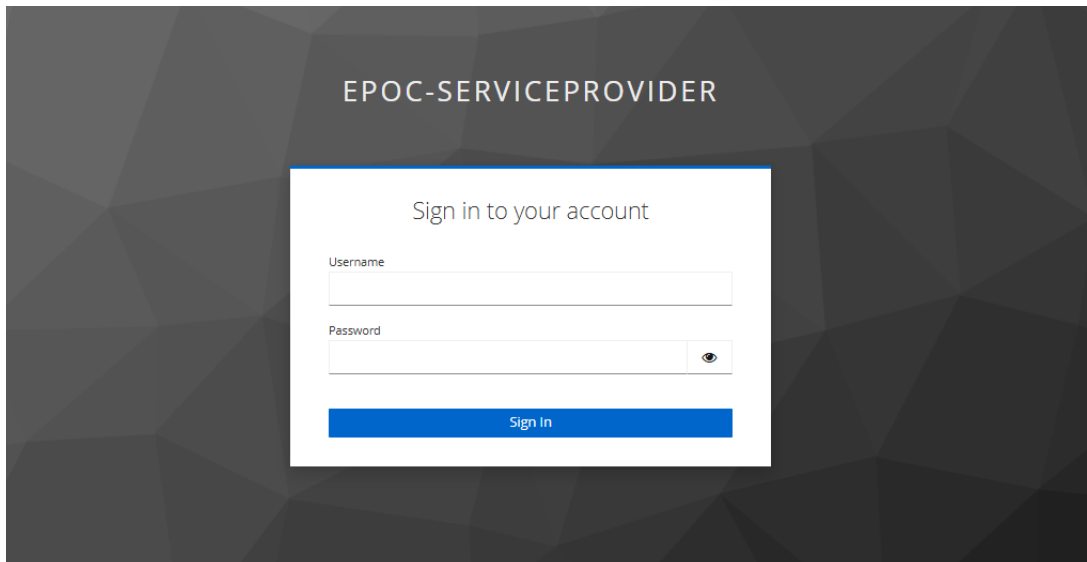 EPOC-SERVICEPROVIDER
Sign in to your account
Username
Password
Sign In